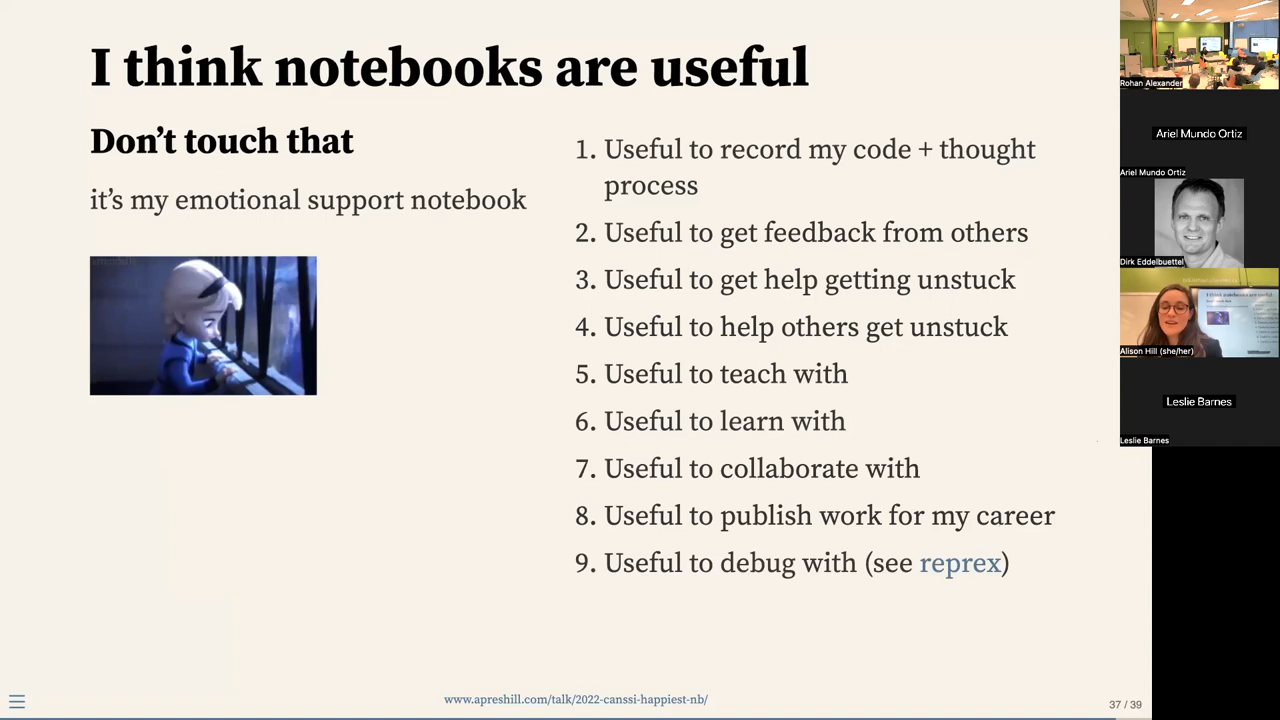 I think notebooks are useful
Don't touch that
it's my emotional support notebook
1. Useful to record my code + thought
process
2. Useful to get feedback from others
3. Useful to get help getting unstuck
4. Useful to help others get unstuck
5. Useful to teach with
6. Useful to learn with
7. Useful to collaborate with
8. Useful to publish work for my career
9. Useful to debug with (see reprex)
www.apreshill.com/talk/2022-canssi-happiest-nb/
37 / 39
Rohan Alexander
Ariel Mundo Ortiz
Ariel Mundo Ortiz
Dirk Eddelbuettel
I think notebooks are useful
Alison Hill (she/her)
Leslie Barnes
Leslie Barnes